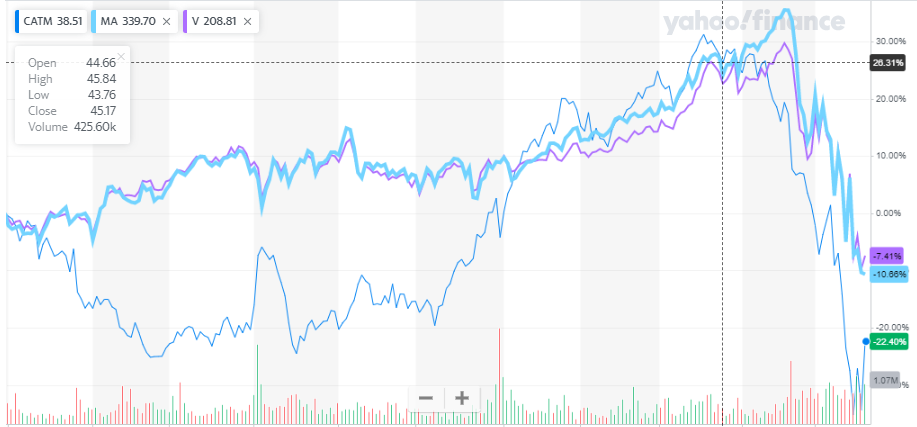 CATM 38.51 MA 339.70 × V 208.81 ×
yahoo!finance
Open 44.66
High 45.84
Low 43.76
Close 45.17
Volume 425.60k
30.00%
26.31%
20.00%
10.00%
0.00%
-7.41%
-10.66%
-20.00%
-22.40%
1.07M